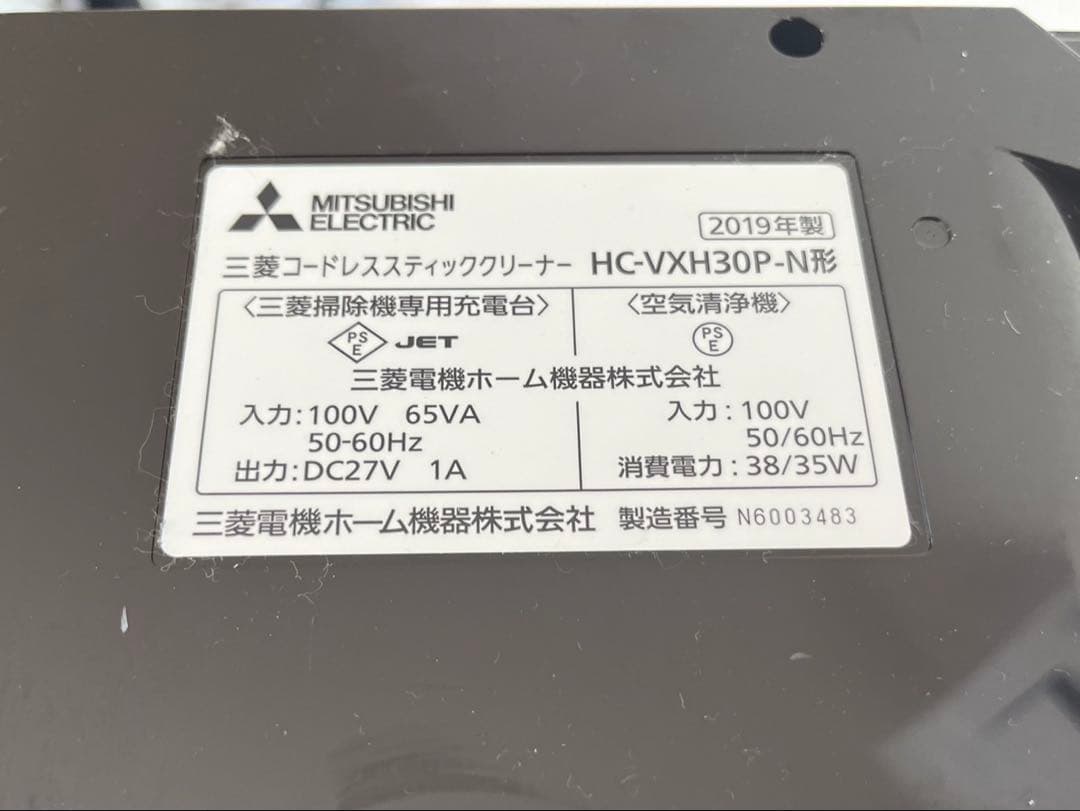 MITSUBISHI
ELECTRIC
2019年製
三菱コードレススティッククリーナー HC-VXH30P-N形
〈三菱掃除機専用充電台〉 〈空気清浄機〉
PS E JET PS E
三菱電機ホーム機器株式会社
入力:100V 65VA 入力:100V
50-60Hz 50/60Hz
出力:DC27V 1A 消費電力:38/35W
三菱電機ホーム機器株式会社 製造番号 N6003483